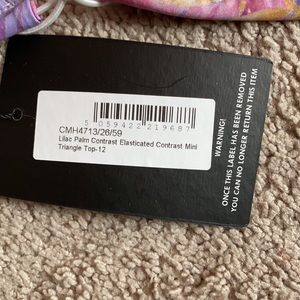 5 059422 219687
CMH4713/26/59
Lilac Palm Contrast Elasticated Contrast Mini
Triangle Top-12
WARNING!
ONCE THIS LABEL HAS BEEN REMOVED
YOU CAN NO LONGER RETURN THIS ITEM